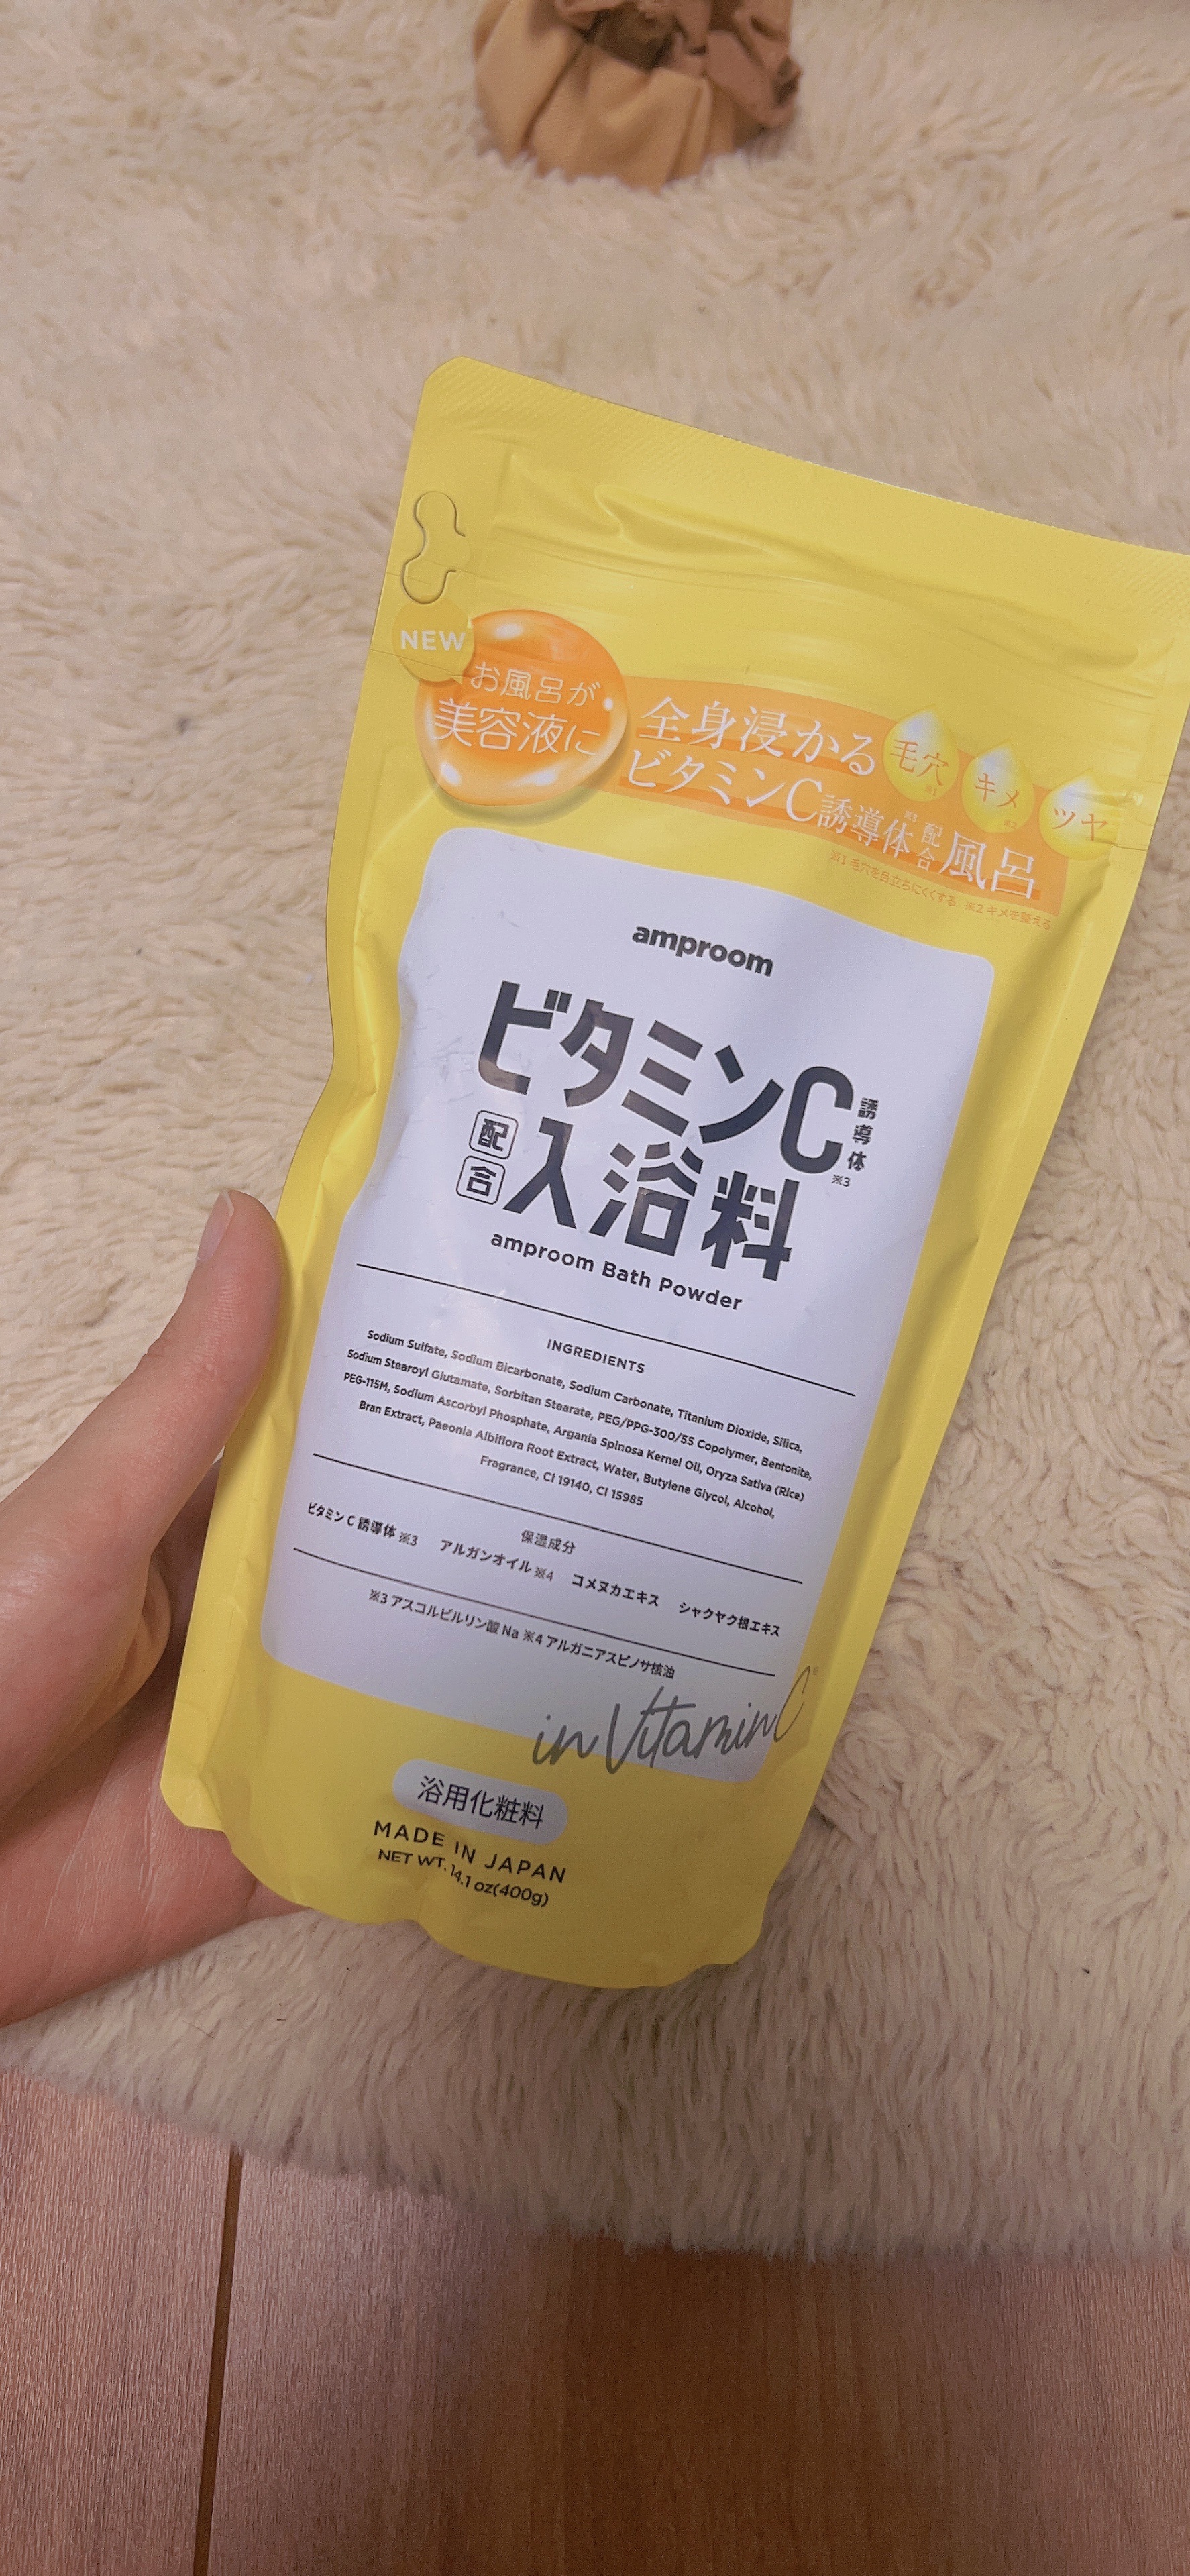 NEW
お風呂が
美容液に
全身浸かる
ビタミンC誘導体※3配合風呂
毛穴※1
キメ※2
ツヤ
※1 毛穴を目立ちにくくする ※2 キメを整える
amproom
ビタミンC誘導体※3
配合入浴料
amproom Bath Powder
INGREDIENTS
Sodium Sulfate, Sodium Bicarbonate, Sodium Carbonate, Titanium Dioxide, Silica,
Sodium Stearoyl Glutamate, Sorbitan Stearate, PEG/PPG-300/55 Copolymer, Bentonite,
PEG-115M, Sodium Ascorbyl Phosphate, Argania Spinosa Kernel Oil, Oryza Sativa (Rice)
Bran Extract, Paeonia Albiflora Root Extract, Water, Butylene Glycol, Alcohol,
Fragrance, CI 19140, CI 15985
保湿成分
ビタミンC誘導体 ※3 アルガンオイル ※4 コメヌカエキス シャクヤク根エキス
※3 アスコルビルリン酸 Na ※4 アルガニアスピノサ核油
in Vitamin C
浴用化粧料
MADE IN JAPAN
NET WT. 14.1 oz(400g)